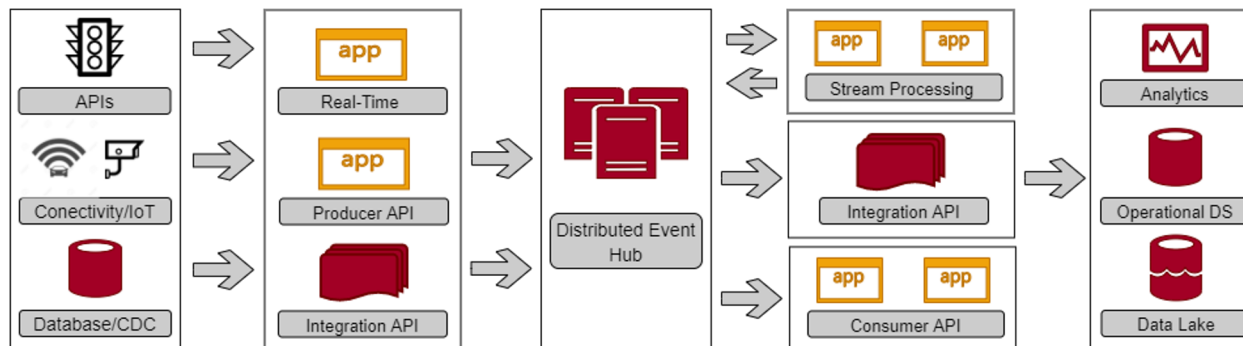 app
APIs
Real-Time
app
Conectivity/IoT
Producer API
Database/CDC
Integration API
Distributed Event
Hub
app
app
Stream Processing
Integration API
app
app
Consumer API
Analytics
Operational DS
Data Lake